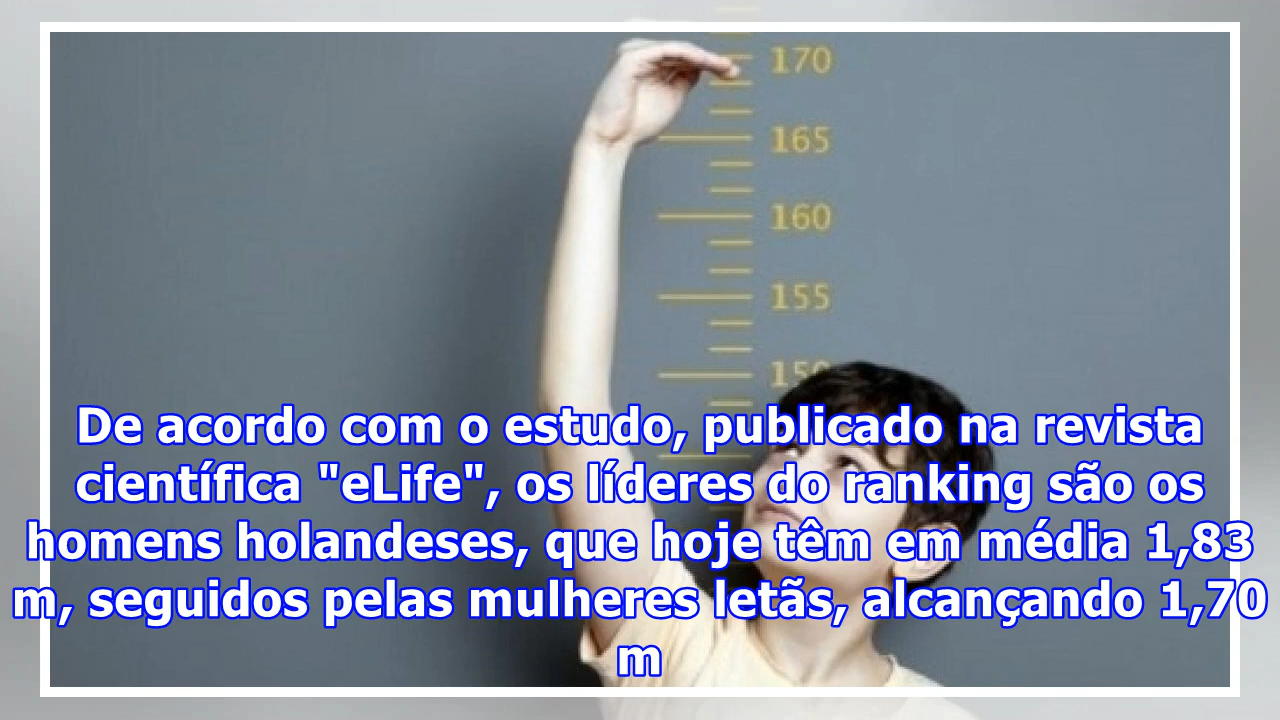 170
165
160
155
150
De acordo com o estudo, publicado na revista
científica "eLife", os líderes do ranking são os
homens holandeses, que hoje têm em média 1,83
m, seguidos pelas mulheres letãs, alcançando 1,70
m